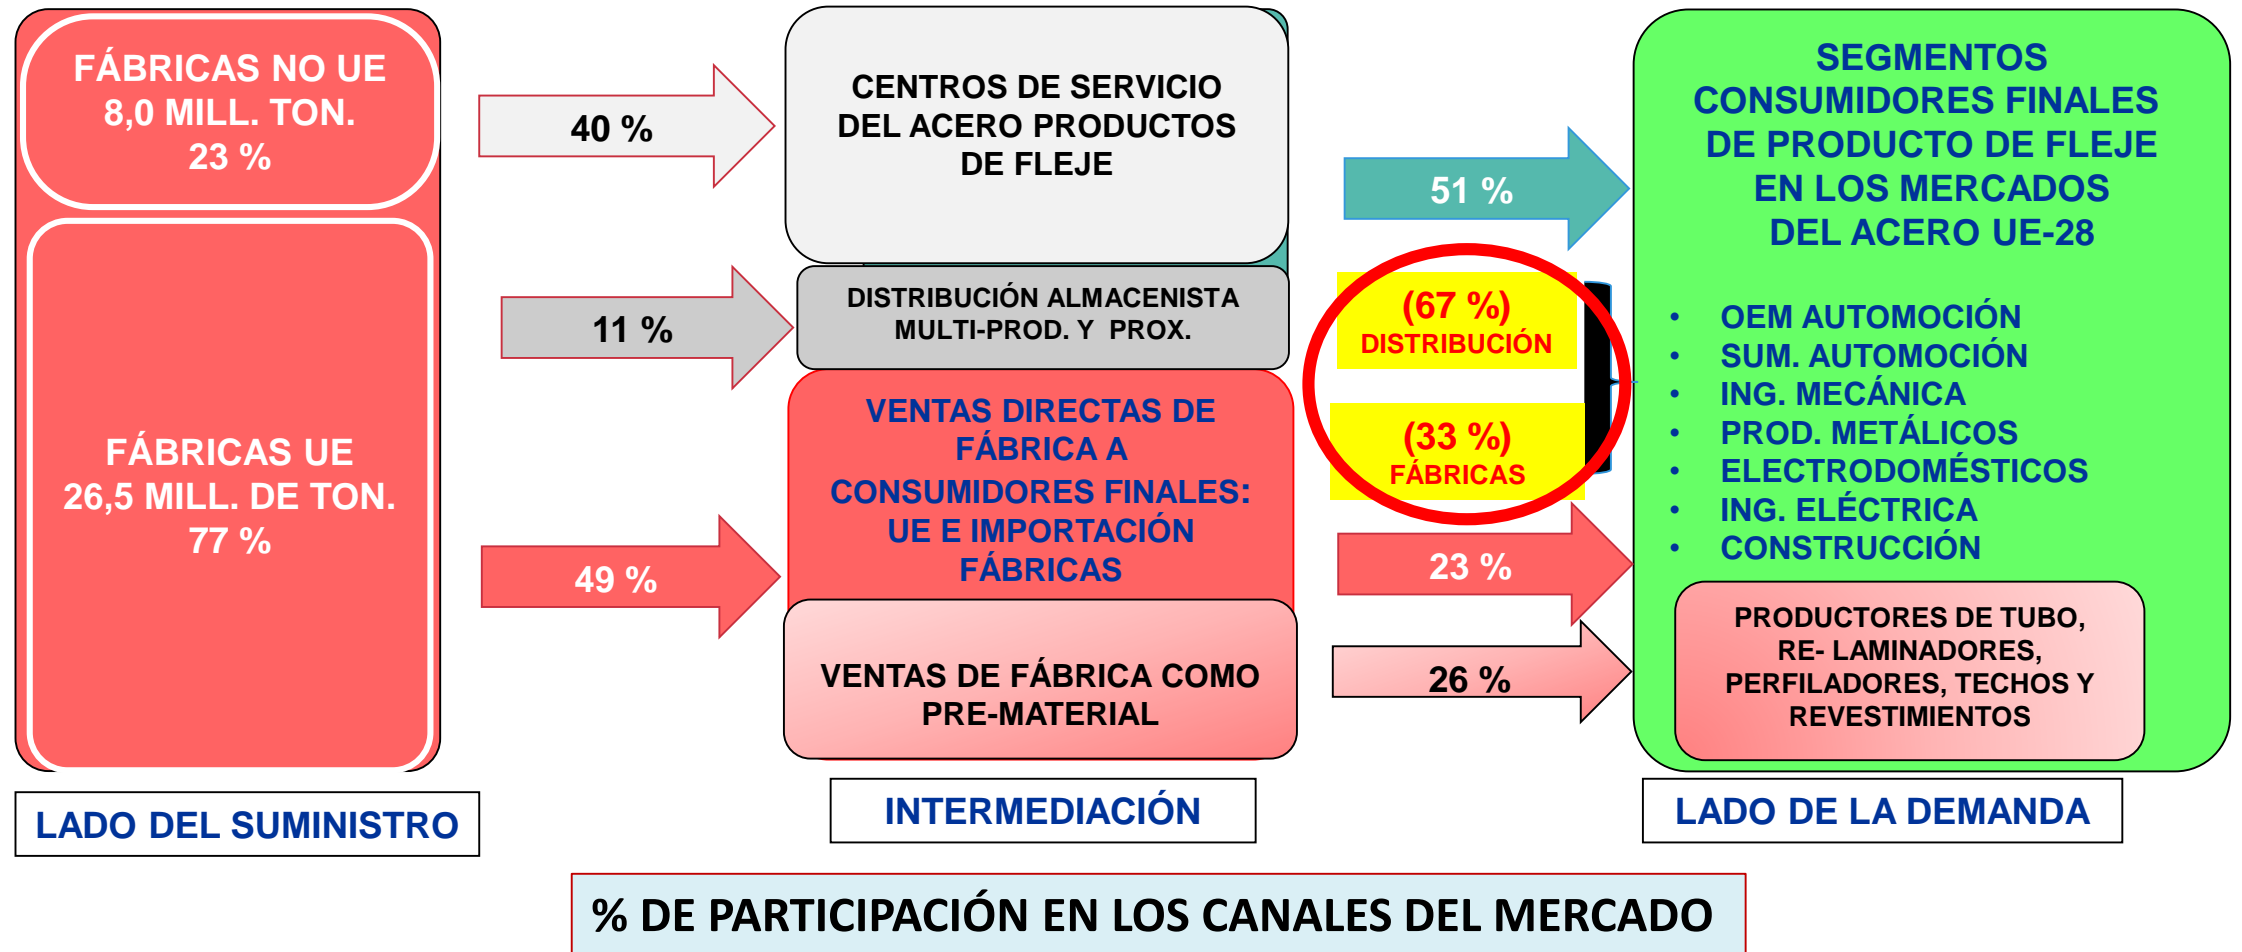 FÁBRICAS NO UE
8,0 MILL. TON.
23 %
FÁBRICAS UE
26,5 MILL. DE TON.
77 %
LADO DEL SUMINISTRO
40 %
11 %
49 %
CENTROS DE SERVICIO
DEL ACERO PRODUCTOS
DE FLEJE
DISTRIBUCIÓN ALMACENISTA
MULTI-PROD. Y PROX.
VENTAS DIRECTAS DE
FÁBRICA A
CONSUMIDORES FINALES:
UE E IMPORTACIÓN
FÁBRICAS
VENTAS DE FÁBRICA COMO
PRE-MATERIAL
INTERMEDIACIÓN
51 %
(67 %)
DISTRIBUCIÓN
(33 %)
FÁBRICAS
23 %
26 %
SEGMENTOS
CONSUMIDORES FINALES
DE PRODUCTO DE FLEJE
EN LOS MERCADOS
DEL ACERO UE-28
• OEM AUTOMOCIÓN
• SUM. AUTOMOCIÓN
• ING. MECÁNICA
• PROD. METÁLICOS
• ELECTRODOMÉSTICOS
• ING. ELÉCTRICA
• CONSTRUCCIÓN
PRODUCTORES DE TUBO,
RE- LAMINADORES,
PERFILADORES, TECHOS Y
REVESTIMIENTOS
LADO DE LA DEMANDA
% DE PARTICIPACIÓN EN LOS CANALES DEL MERCADO